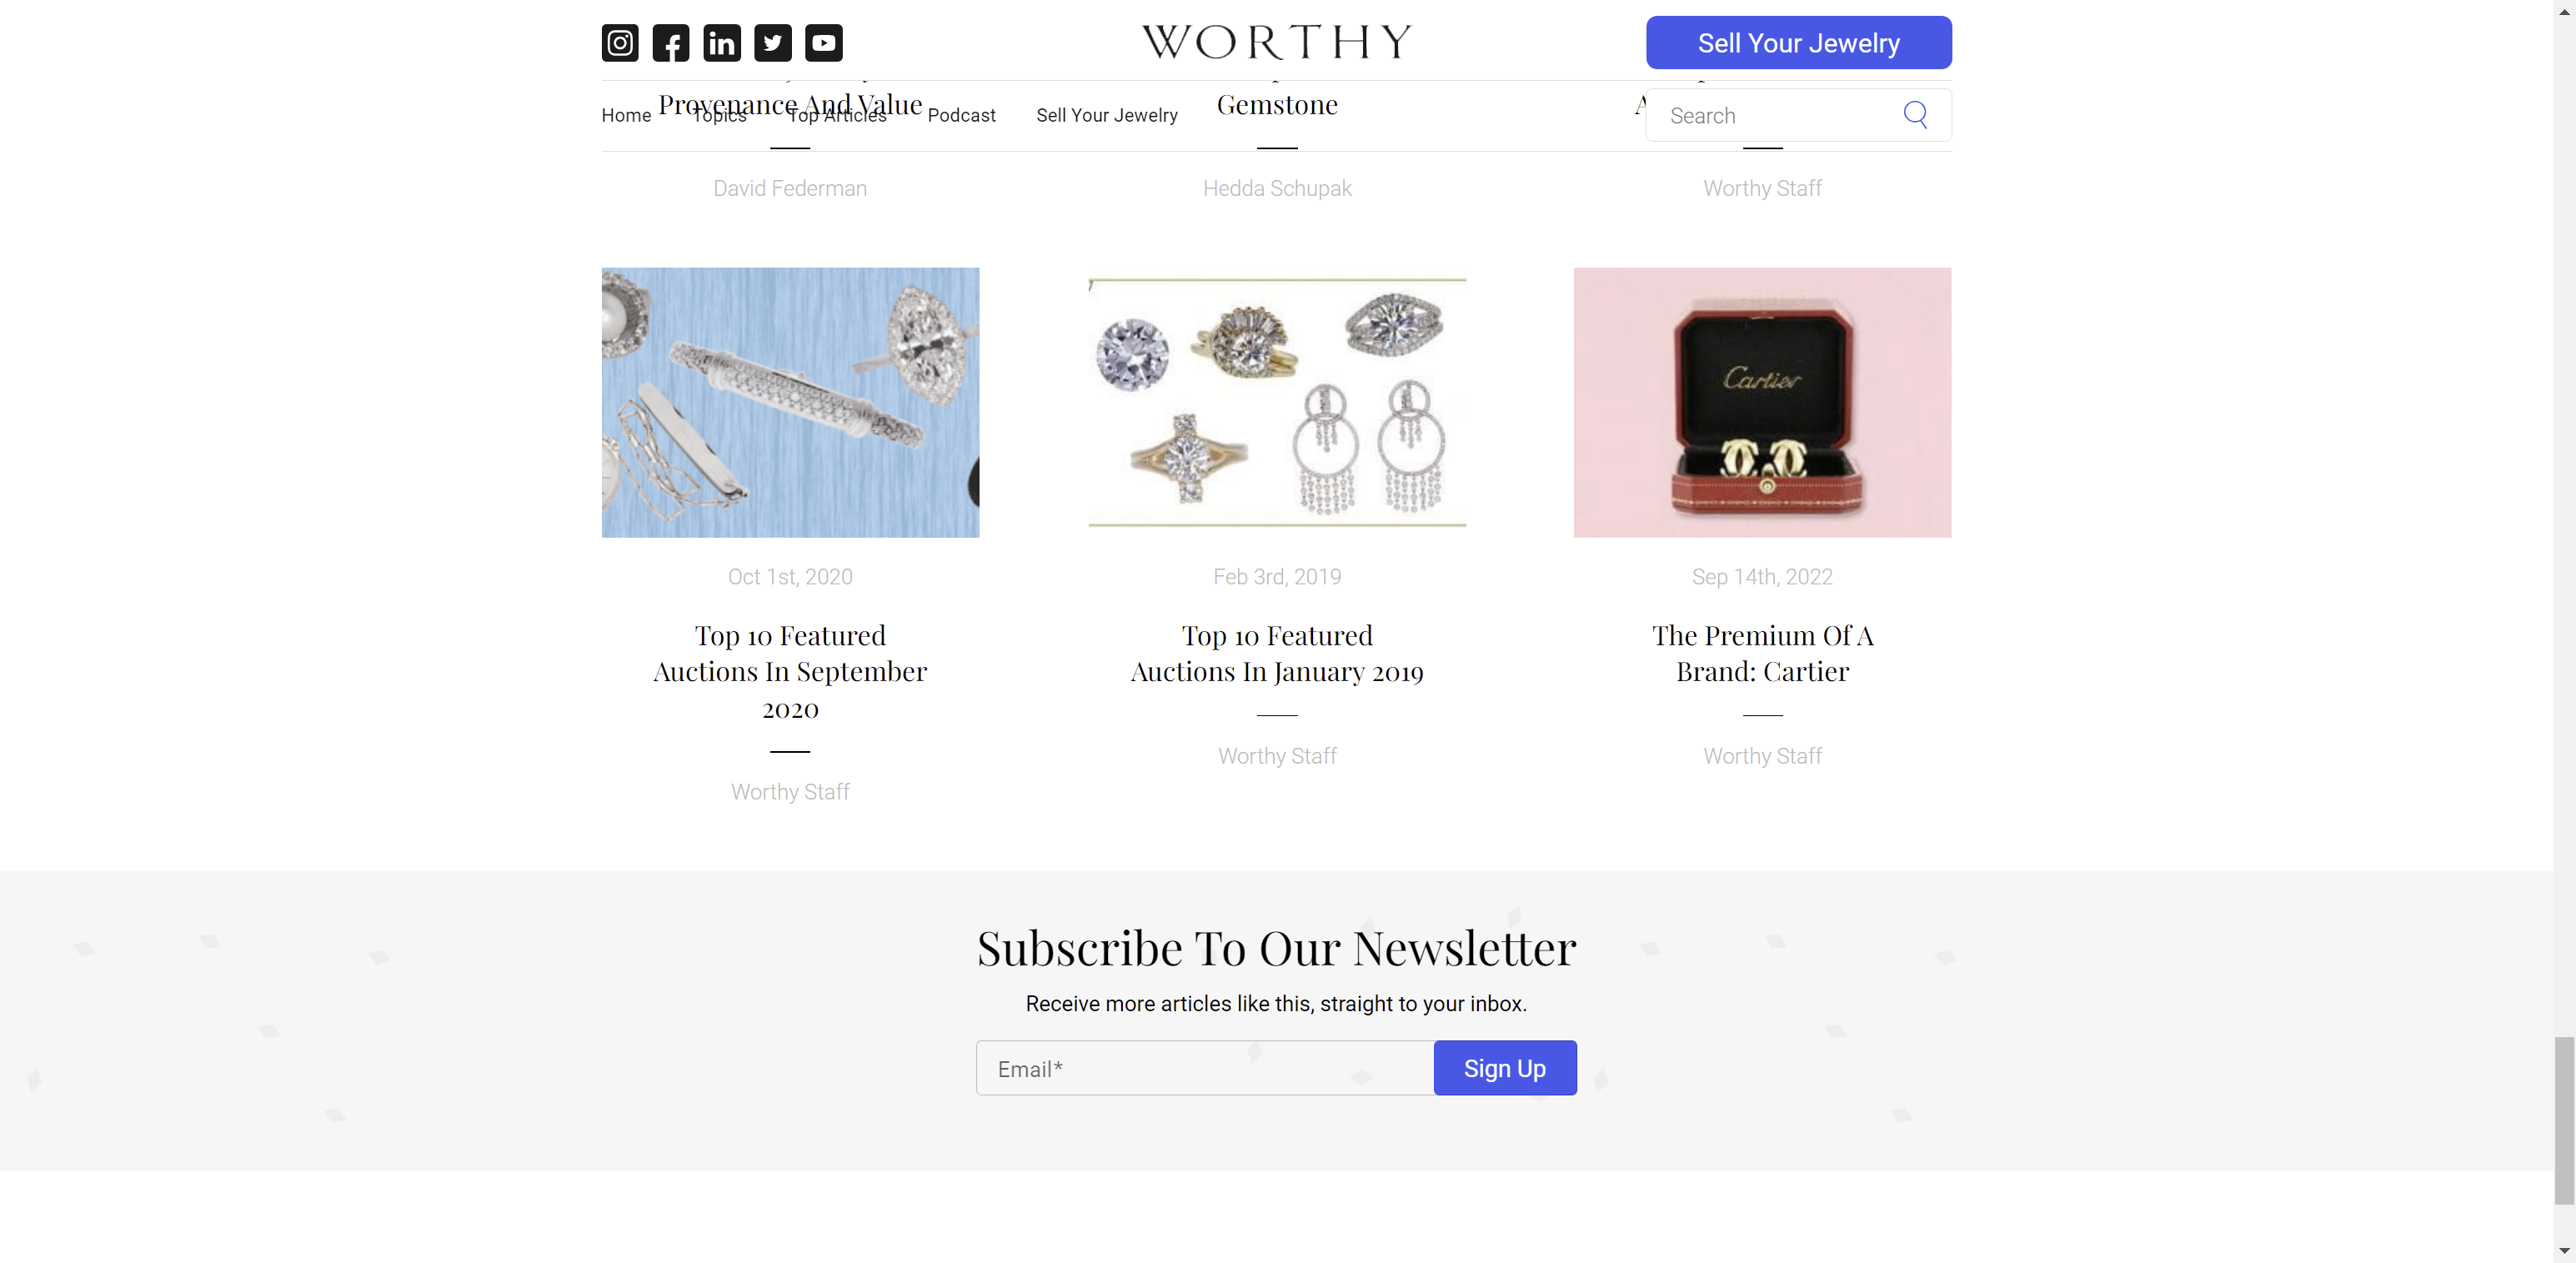 WORTHY
Sell Your Jewelry
Provenance And Value
Gemstone
Home
Topics
Top Articles
Podcast
Sell Your Jewelry
Search
David Federman
Hedda Schupak
Worthy Staff
Cartier
Oct 1st, 2020
Feb 3rd, 2019
Sep 14th, 2022
Top 10 Featured
Auctions In September
2020
Top 10 Featured
Auctions In January 2019
The Premium Of A
Brand: Cartier
Worthy Staff
Worthy Staff
Worthy Staff
Subscribe To Our Newsletter
Receive more articles like this, straight to your inbox.
Email*
Sign Up